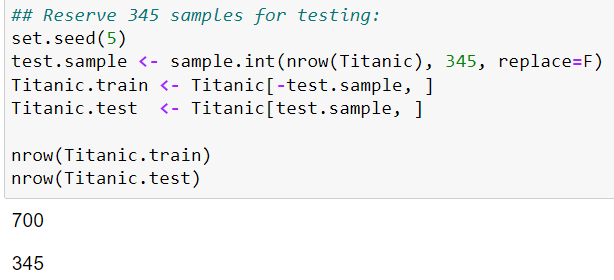 ## Reserve 345 samples for testing:
set.seed(5)
test.sample <- sample.int(nrow(Titanic), 345, replace=F)
Titanic.train <- Titanic[-test.sample, ]
Titanic.test  <- Titanic[test.sample, ]
nrow(Titanic.train)
nrow(Titanic.test)
700
345